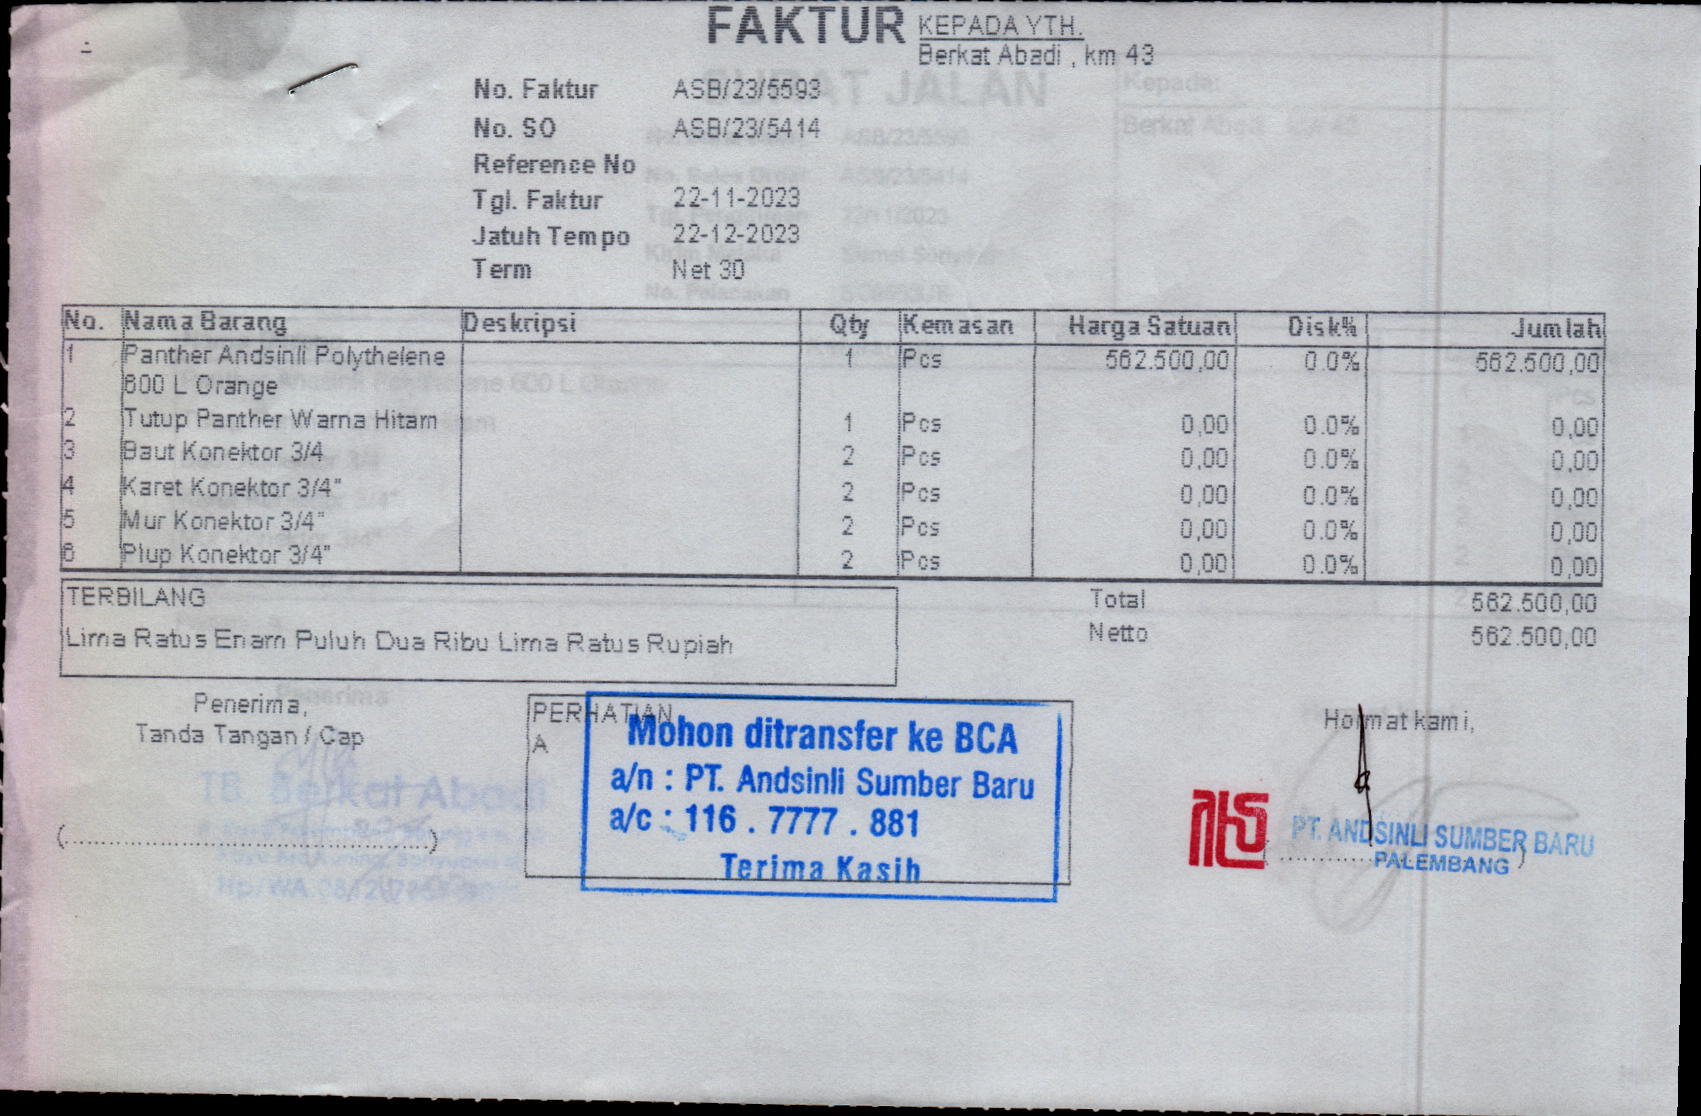 FAKTUR
KEPADA YTH.
Berkat Abadi , km 43
No. Faktur ASB/23/5593
No. SO ASB/23/5414
Reference No
Tgl. Faktur 22-11-2023
Jatuh Tempo 22-12-2023
Term Net 30
No. Nama Barang Deskripsi Qty Kemasan Harga Satuan Disk% Jumlah
1 Panther Andsinli Polythelene 1 Pcs 562.500,00 0.0% 562.500,00
600 L Orange
2 Tutup Panther Warna Hitam 1 Pcs 0,00 0.0% 0,00
3 Baut Konektor 3/4 2 Pcs 0,00 0.0% 0,00
4 Karet Konektor 3/4" 2 Pcs 0,00 0.0% 0,00
5 Mur Konektor 3/4" 2 Pcs 0,00 0.0% 0,00
6 Plup Konektor 3/4" 2 Pcs 0,00 0.0% 0,00
TERBILANG
Lima Ratus Enam Puluh Dua Ribu Lima Ratus Rupiah
Total 562.500,00
Netto 562.500,00
Penerima,
Tanda Tangan / Cap
TB. Berkat Abadi
PERHATIAN
A
Mohon ditransfer ke BCA
a/n : PT. Andsinli Sumber Baru
a/c : 116 . 7777 . 881
Terima Kasih
Hormat kami,
PT. ANDSINLI SUMBER BARU
PALEMBANG
SURAT JALAN
Kepada:
Berkat Abadi
Penerima